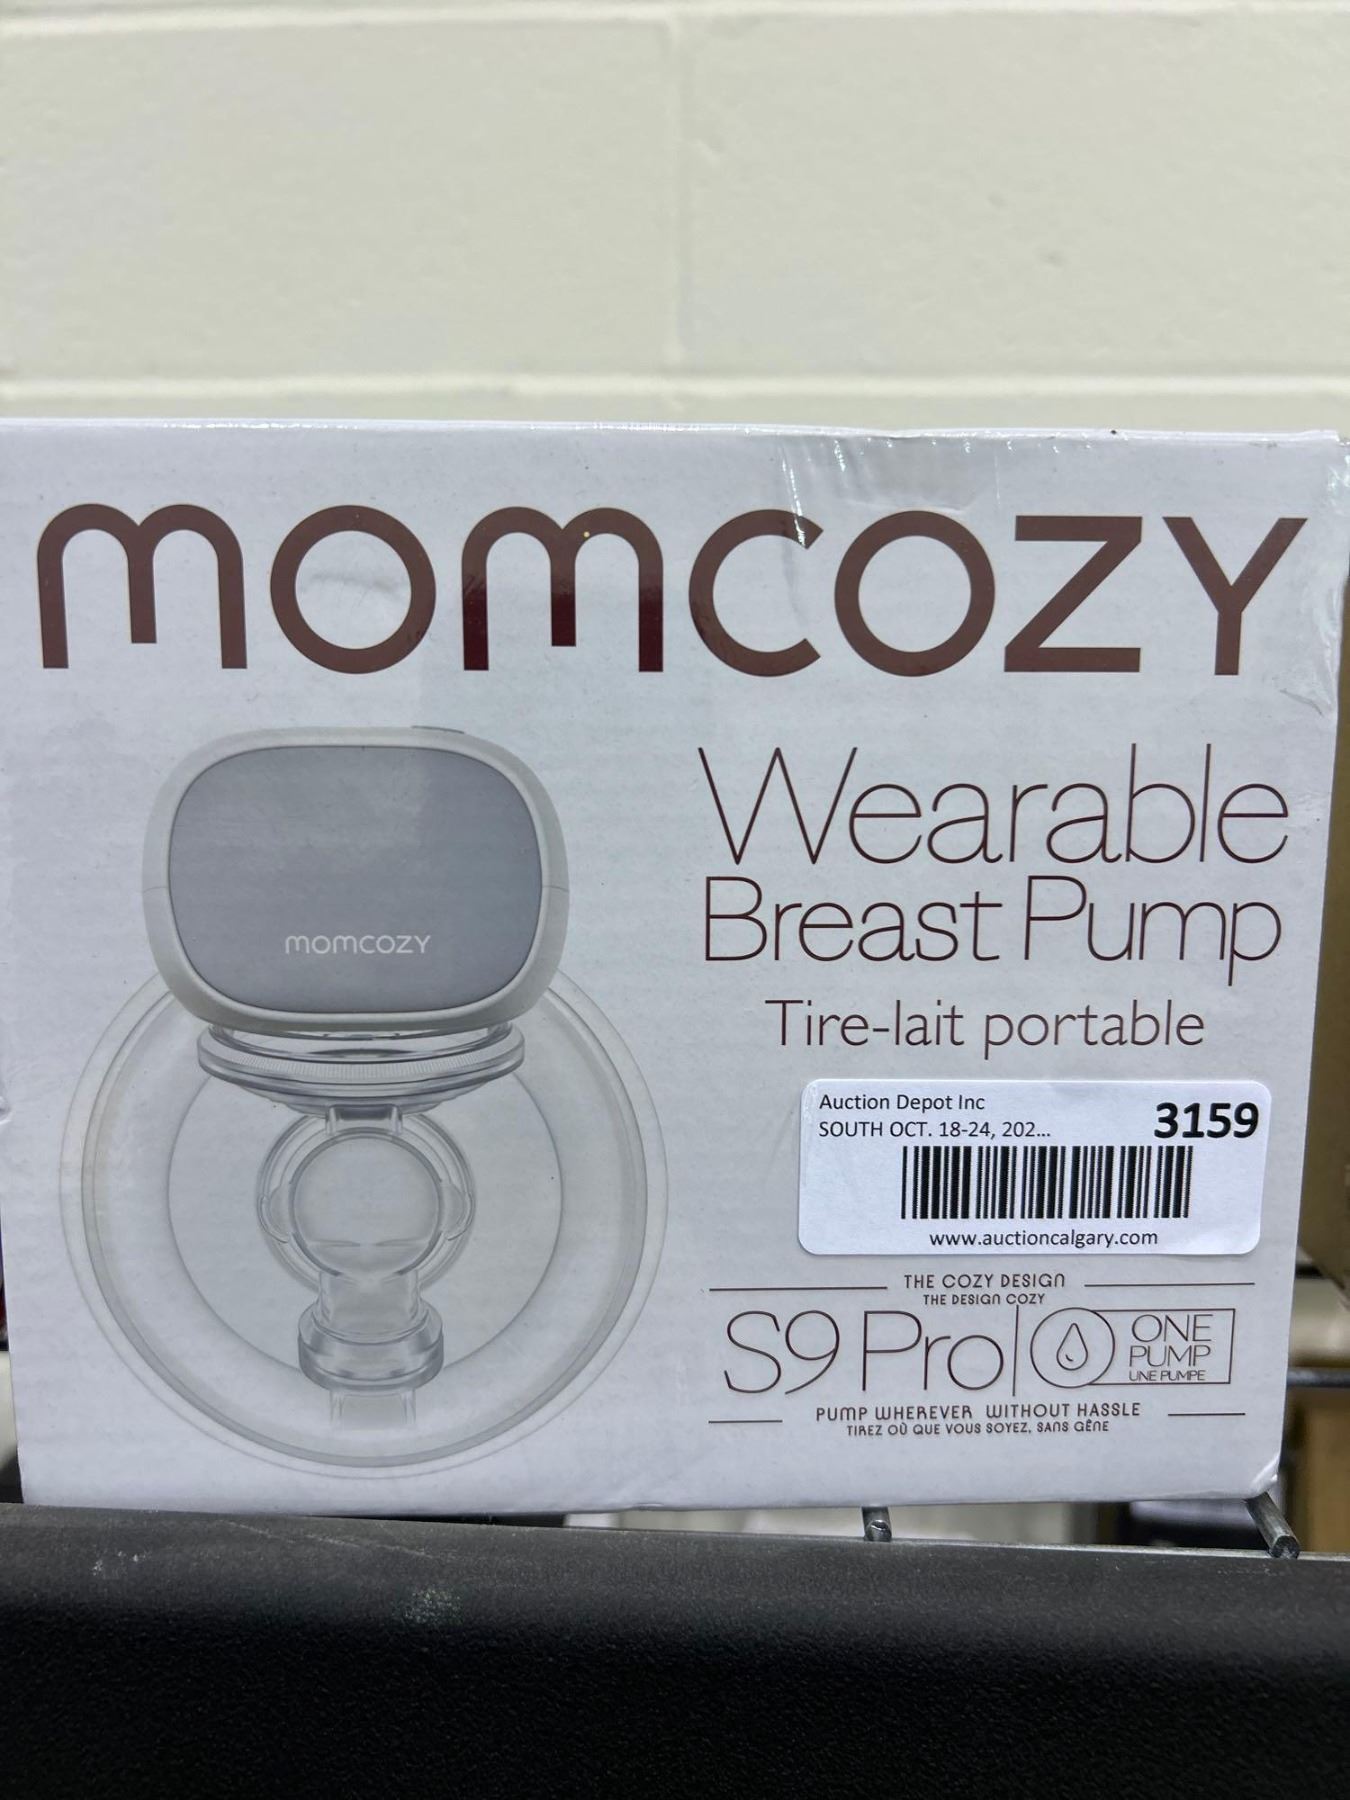 momcozy
momcozy
Wearable
Breast Pump
Tire-lait portable
Auction Depot Inc
SOUTH OCT. 18-24, 202...
3159
www.auctioncalgary.com
THE COZY DESIGN
THE DESIGN COZY
S9 Pro
ONE
PUMP
UNE PUMPE
PUMP WHEREVER WITHOUT HASSLE
TIREZ OÙ QUE VOUS SOYEZ, SANS GÊNE